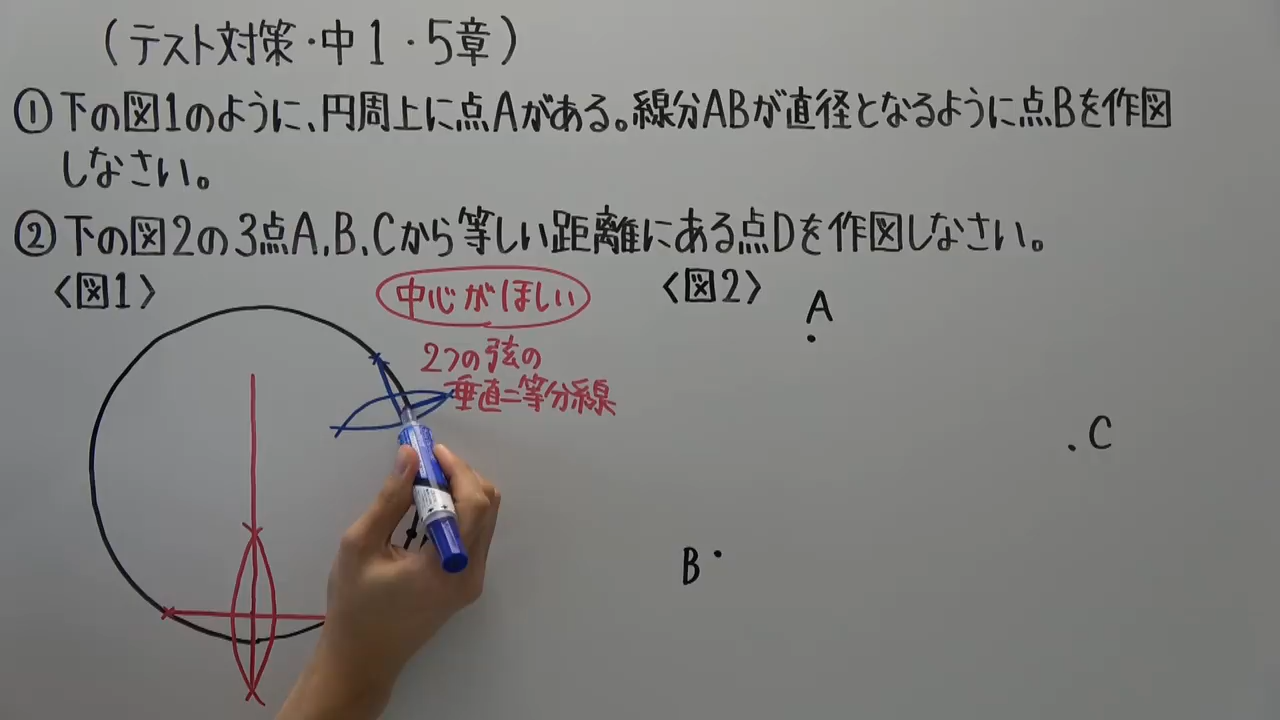 (テスト対策・中1・5章)
①下の図1のように、円周上に点Aがある。線分ABが直径となるように点Bを作図
しなさい。
②下の図2の3点A、B、Cから等しい距離にある点Dを作図しなさい。
〈図1〉
中心がほしい
〈図2〉
A
2つの弦の
垂直二等分線
C
B